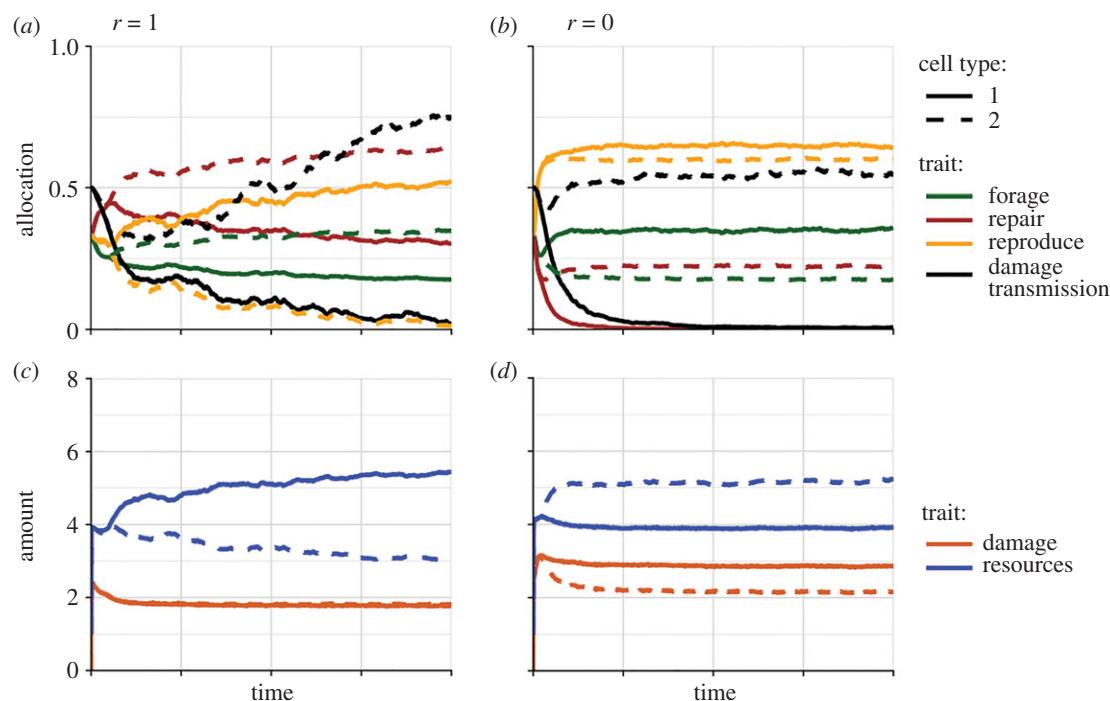 (a) r = 1
(b) r = 0
1.0
0.5
0
allocation
cell type:
1
2
trait:
forage
repair
reproduce
damage
transmission
(c)
(d)
8
6
4
2
0
amount
time
time
trait:
damage
resources